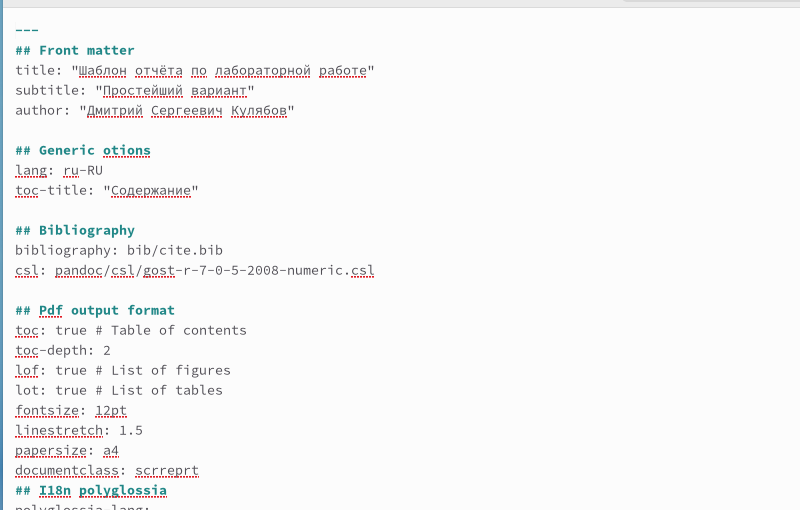 ---
## Front matter
title: "Шаблон отчёта по лабораторной работе"
subtitle: "Простейший вариант"
author: "Дмитрий Сергеевич Кулябов"
## Generic otions
lang: ru-RU
toc-title: "Содержание"
## Bibliography
bibliography: bib/cite.bib
csl: pandoc/csl/gost-r-7-0-5-2008-numeric.csl
## Pdf output format
toc: true # Table of contents
toc-depth: 2
lof: true # List of figures
lot: true # List of tables
fontsize: 12pt
linestretch: 1.5
papersize: a4
documentclass: scrreprt
## I18n polyglossia
polyglossia-lang: